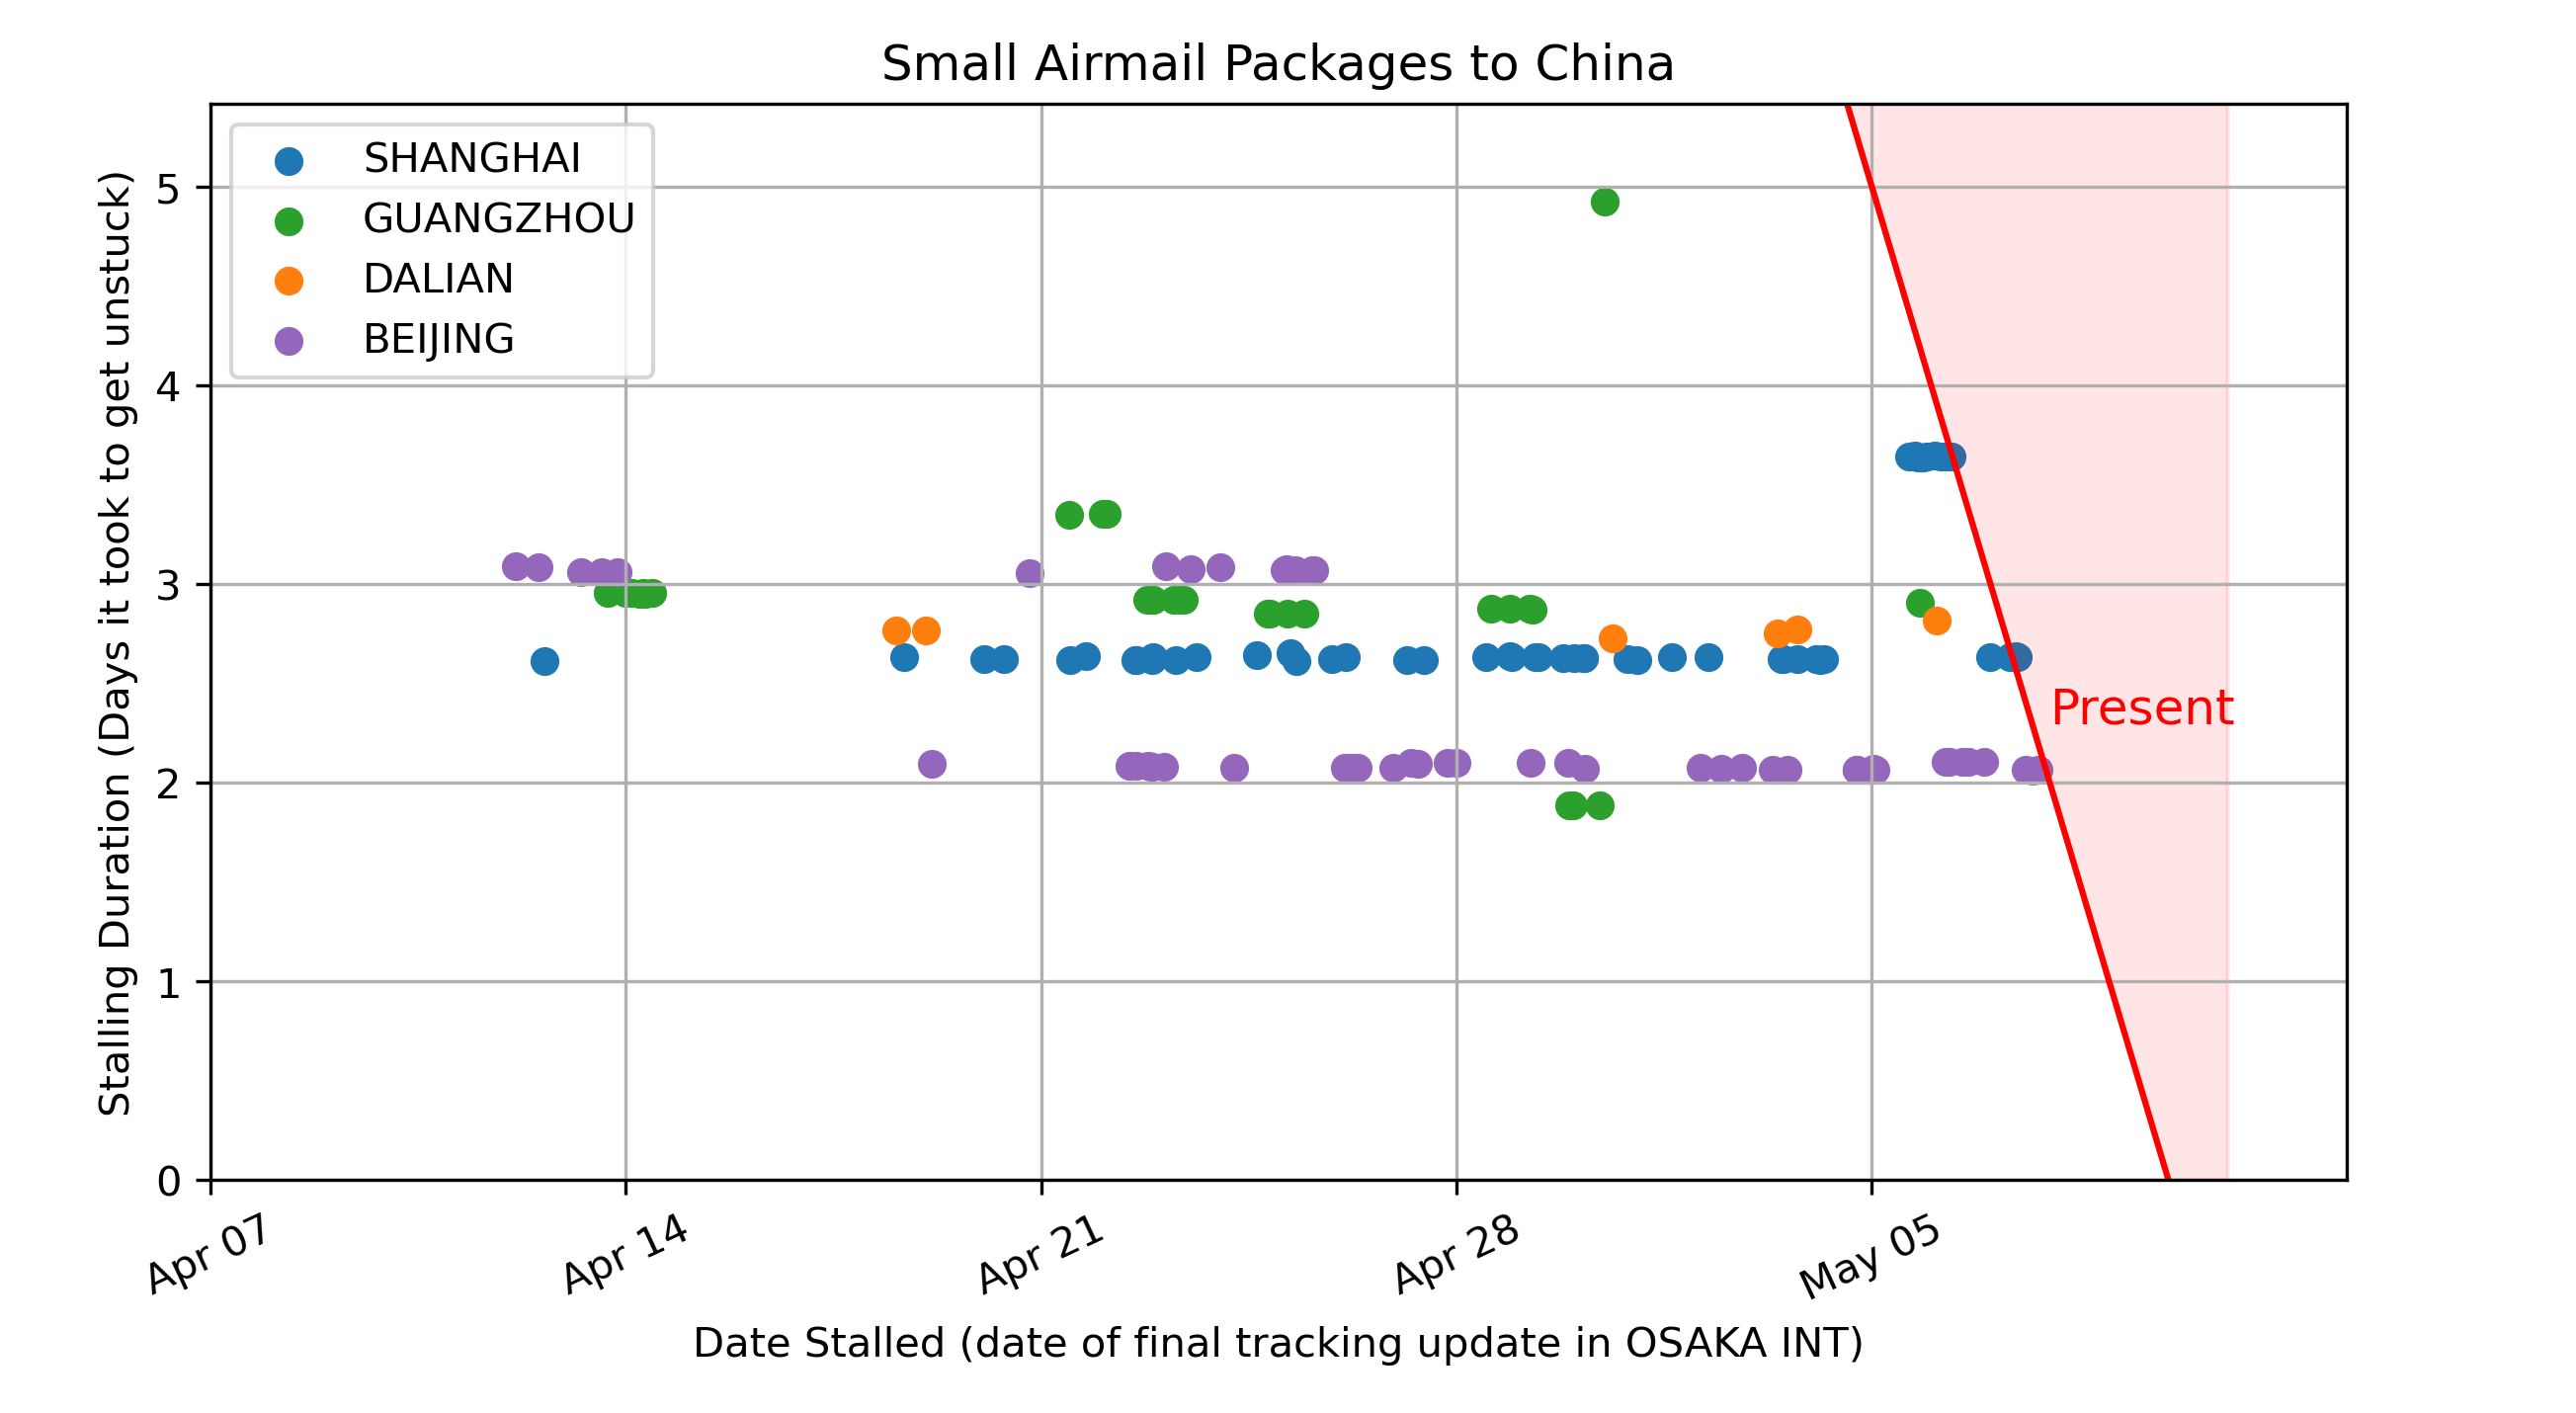 Small Airmail Packages to China
SHANGHAI
GUANGZHOU
DALIAN
BEIJING
Stalling Duration (Days it took to get unstuck)
5
4
3
2
1
0
Present
Apr 07
Apr 14
Apr 21
Apr 28
May 05
Date Stalled (date of final tracking update in OSAKA INT)